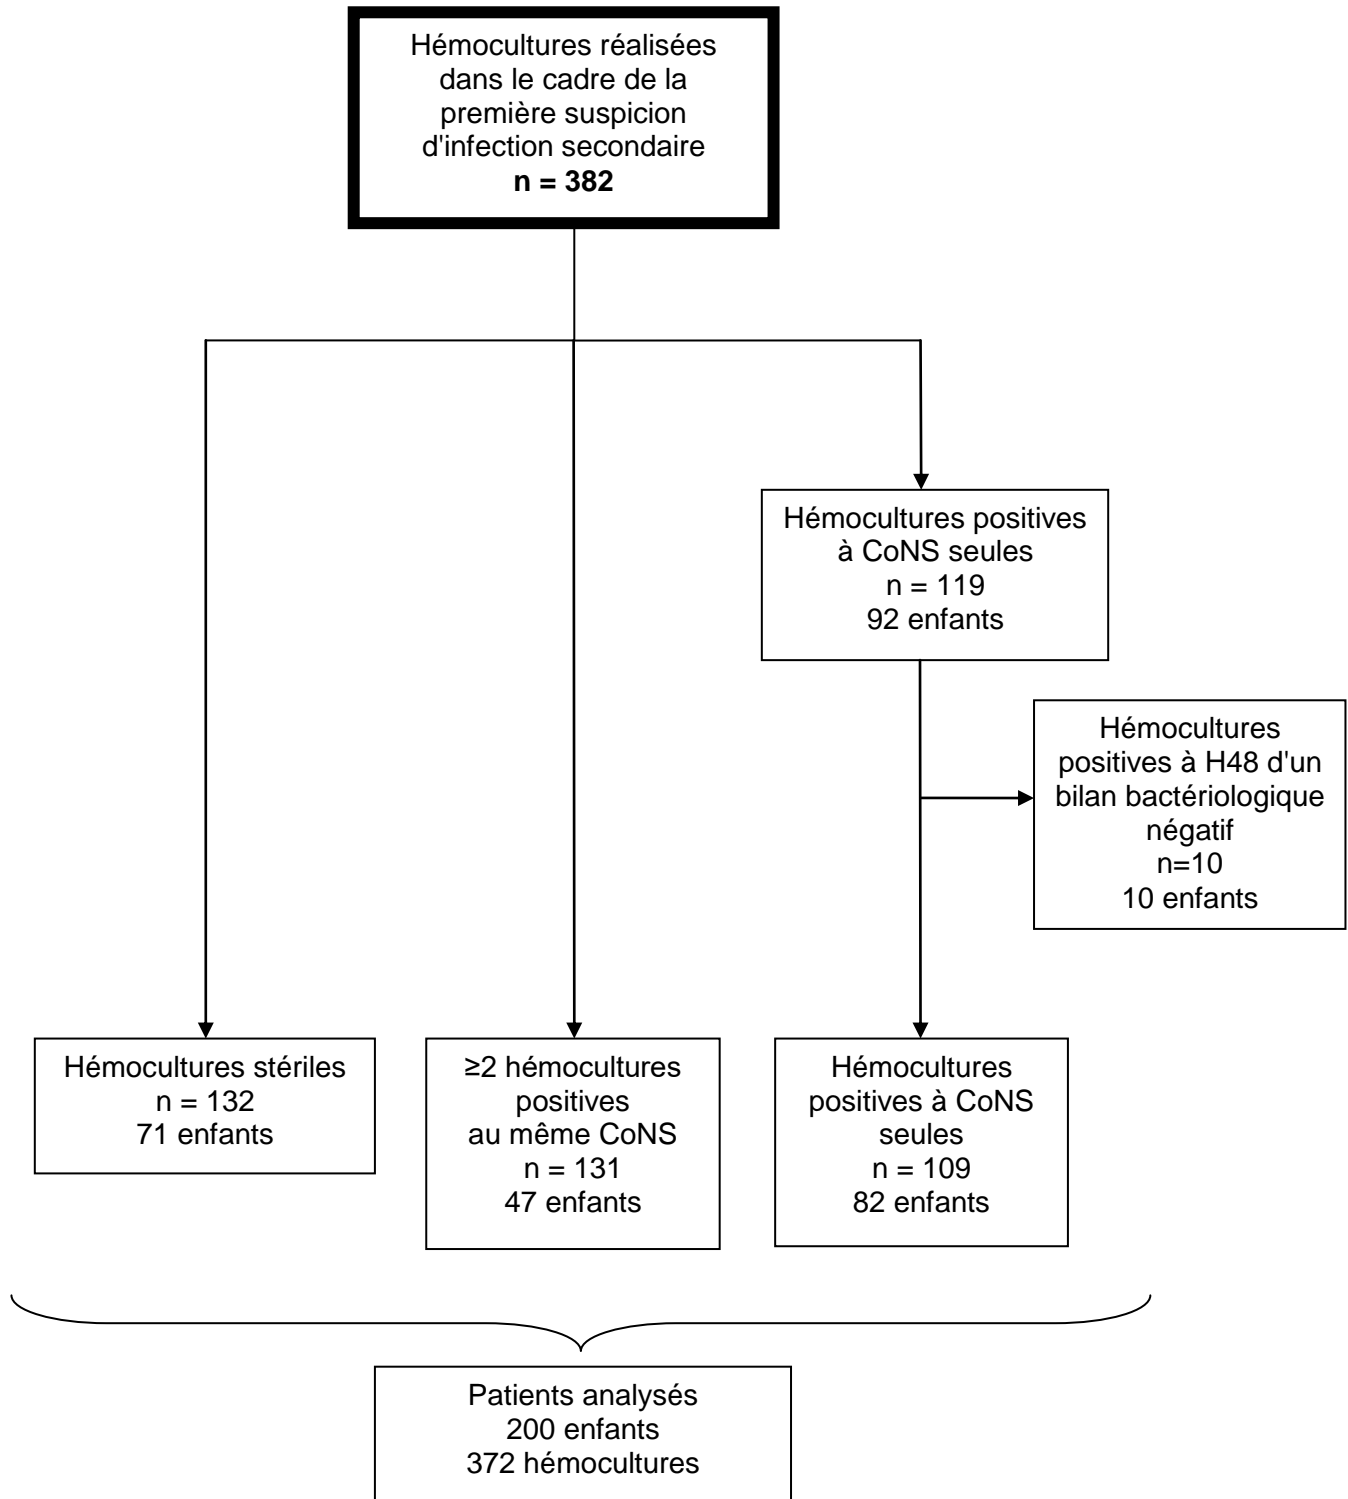 Hémocultures réalisées
dans le cadre de la
première suspicion
d'infection secondaire
n = 382
Hémocultures positives
à CoNS seules
n = 119
92 enfants
Hémocultures
positives à H48 d'un
bilan bactériologique
négatif
n=10
10 enfants
Hémocultures stériles
n = 132
71 enfants
≥2 hémocultures
positives
au même CoNS
n = 131
47 enfants
Hémocultures
positives à CoNS
seules
n = 109
82 enfants
Patients analysés
200 enfants
372 hémocultures